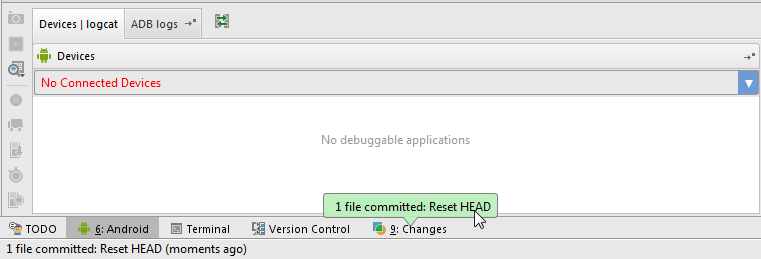 Devices | logcat
ADB logs
Devices
No Connected Devices
No debuggable applications
1 file committed: Reset HEAD
TODO
6: Android
Terminal
Version Control
9: Changes
1 file committed: Reset HEAD (moments ago)